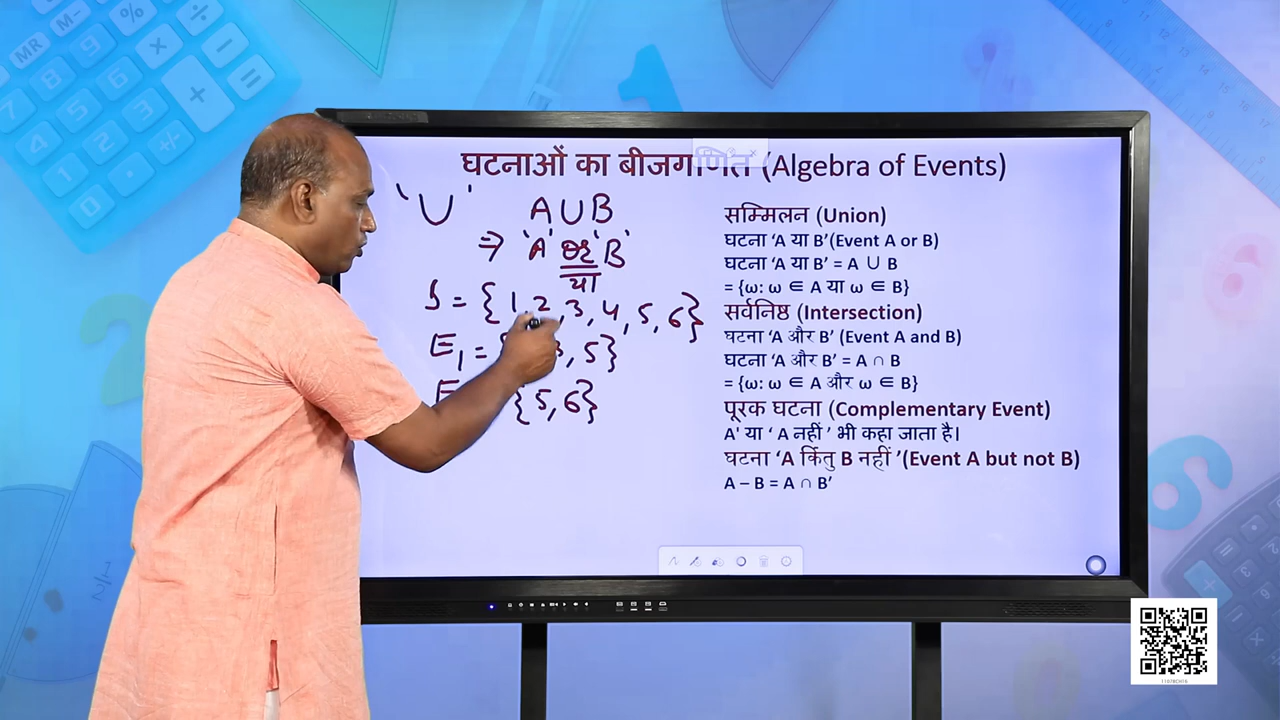 घटनाओं का बीजगणित (Algebra of Events)
'U' A∪B
⇒ 'A' or 'B'
या
S = {1,2,3,4,5,6}
E₁ = 3,5}
E {5,6}
सम्मिलन (Union)
घटना ‘A या B’(Event A or B)
घटना ‘A या B’ = A ∪ B
= {ω: ω ∈ A या ω ∈ B}
सर्वनिष्ठ (Intersection)
घटना ‘A और B’ (Event A and B)
घटना ‘A और B’ = A ∩ B
= {ω: ω ∈ A और ω ∈ B}
पूरक घटना (Complementary Event)
A' या ‘ A नहीं ’ भी कहा जाता है।
घटना ‘A किंतु B नहीं ’(Event A but not B)
A – B = A ∩ B’